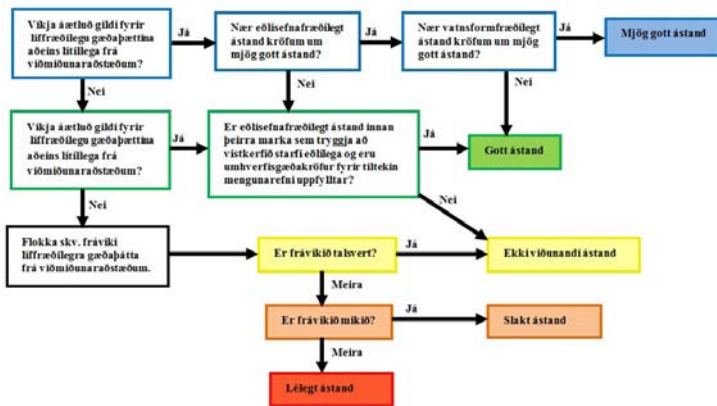 Víkja áætluð gildi fyrir
líffræðilegu gæðaþættina
aðeins lítillega frá
viðmiðunaraðstæðum?
Já
Nær eðlisefnafræðilegt
ástand kröfum um
mjög gott ástand?
Já
Nær vatnsformfræðilegt
ástand kröfum um mjög
gott ástand?
Já
Mjög gott ástand
Nei
Nei
Nei
Víkja áætluð gildi fyrir
líffræðilegu gæðaþættina
aðeins lítillega frá
viðmiðunaraðstæðum?
Já
Er eðlisefnafræðilegt ástand innan
þeirra marka sem tryggja að
vistkerfið starfi eðlilega og eru
umhverfisgæðakröfur fyrir tiltekin
mengunarefni uppfylltar?
Já
Gott ástand
Nei
Nei
Flokka skv. fráviki
líffræðilegra gæðaþátta
frá viðmiðunaraðstæðum.
Er frávikið talsvert?
Já
Ekki viðunandi ástand
Meira
Er frávikið mikið?
Já
Slakt ástand
Meira
Lélegt ástand